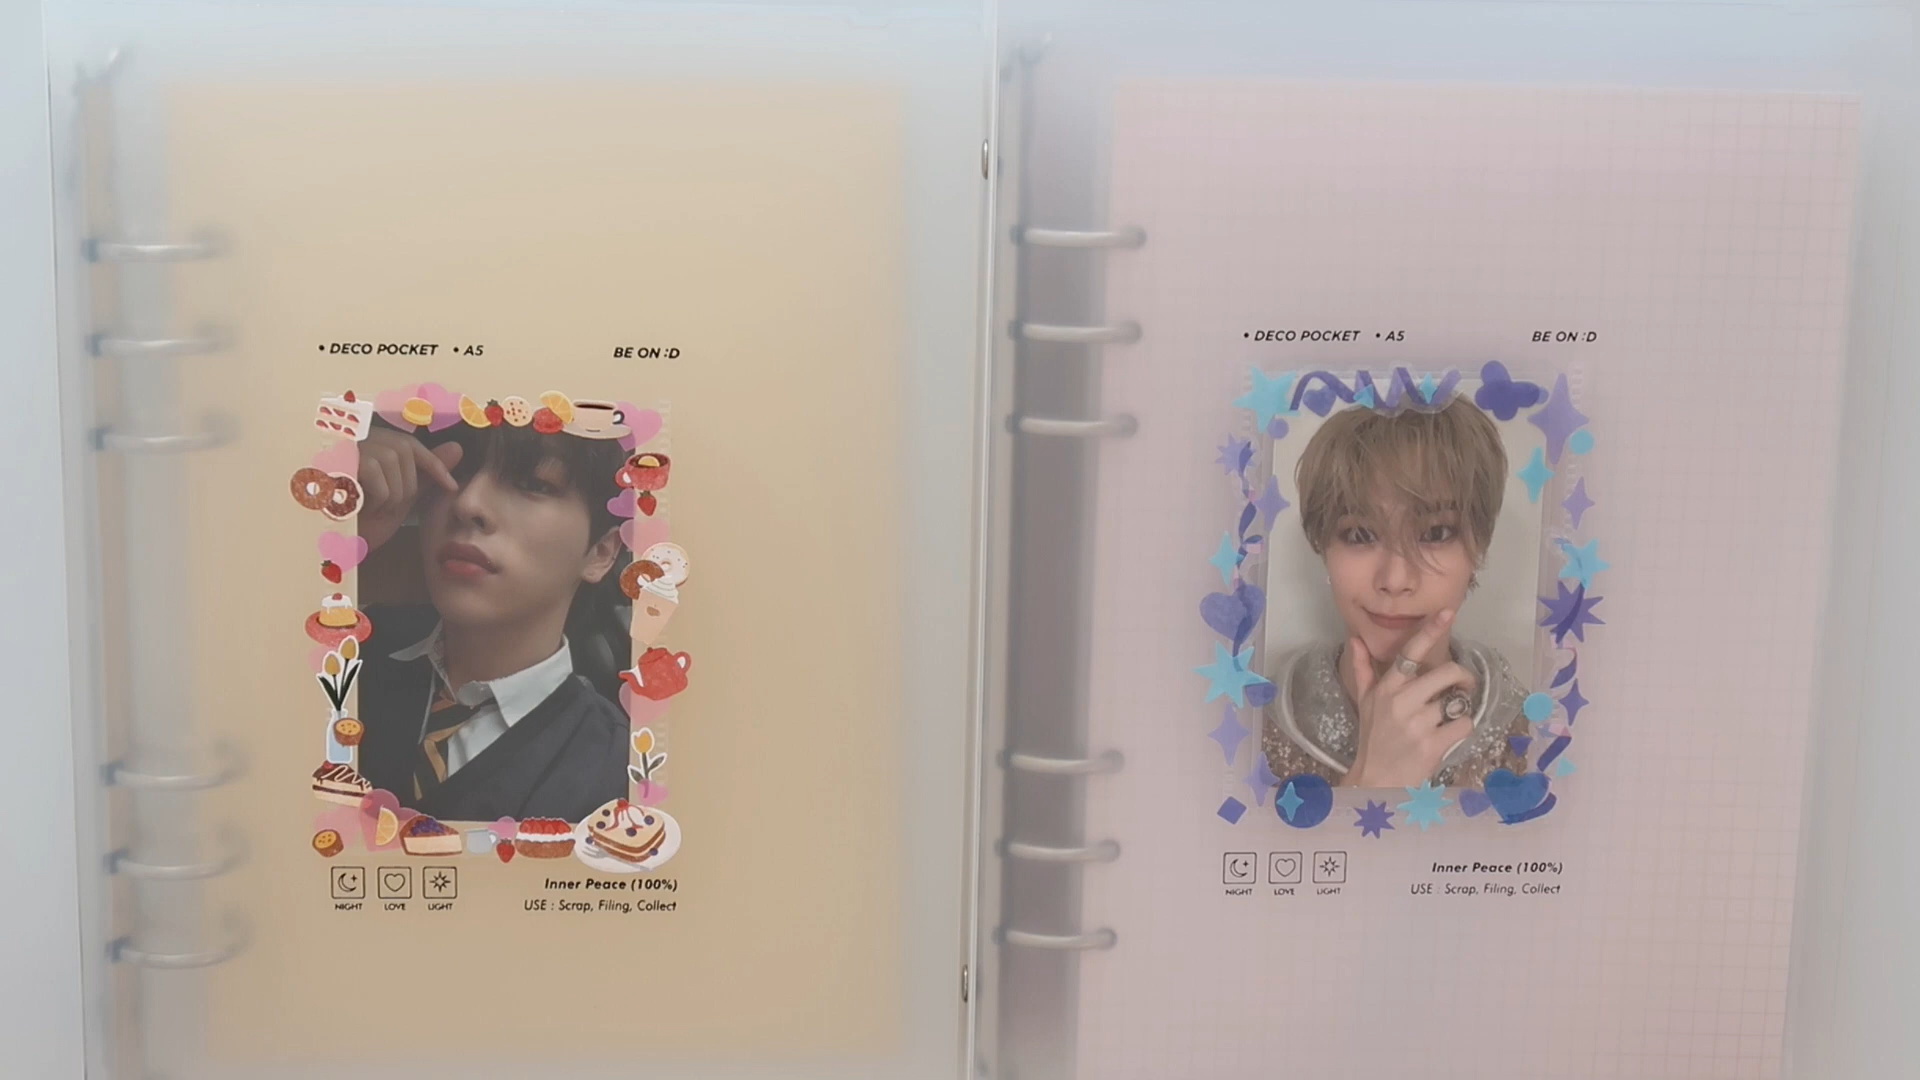 • DECO POCKET • A5 BE ON :D
NIGHT LOVE LIGHT
Inner Peace (100%)
USE : Scrap, Filing, Collect
• DECO POCKET • A5 BE ON :D
NIGHT LOVE LIGHT
Inner Peace (100%)
USE : Scrap, Filing, Collect